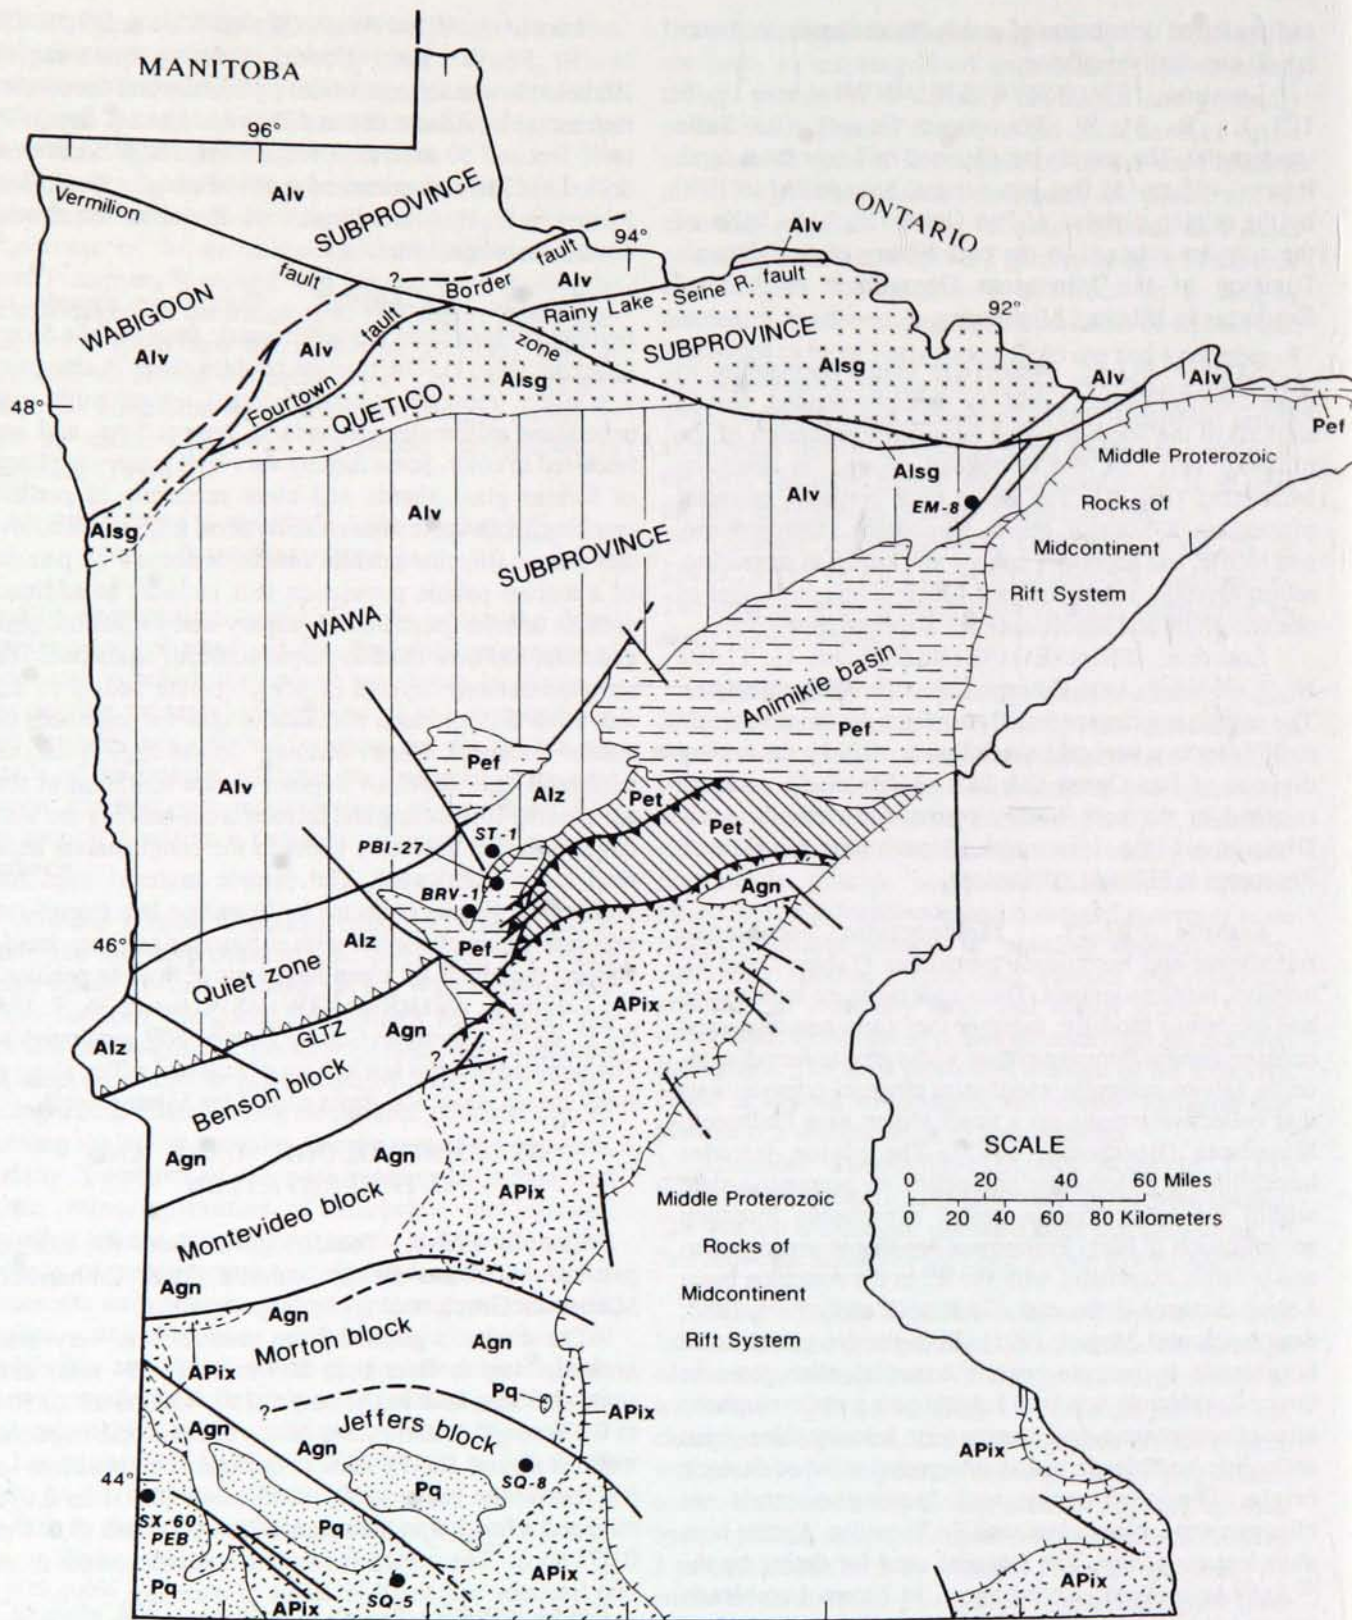 MANITOBA
96°
Vermilion
Alv
SUBPROVINCE
fault
94°
ONTARIO
Alv
fault
?
Border
Alv
fault
Rainy Lake - Seine R.
WABIGOON
Alv
Alv
fault
zone
SUBPROVINCE
92°
Alsg
Alsg
Alv
Alv
48°
Fourtown
QUETICO
Pef
Middle Proterozoic
Rocks of
Midcontinent
Rift System
Alsg
Alv
EM-8
Alsg
Alv
SUBPROVINCE
WAWA
Animikie basin
Pef
Pef
Alv
Alz
Pet
Pet
ST-1
PBI-27
BRV-1
Agn
Alz
46°
Pef
Quiet zone
APix
GLTZ
Agn
Alz
?
Benson block
SCALE
Agn
Agn
0 20 40 60 Miles
0 20 40 60 80 Kilometers
APix
Middle Proterozoic
Rocks of
Midcontinent
Rift System
Montevideo block
Agn
Agn
Morton block
Agn
APix
Pq
?
Jeffers block
APix
Agn
Agn
APix
44°
Pq
SQ-8
SX-60
PEB
Pq
Pq
SQ-5
APix
APix
APix